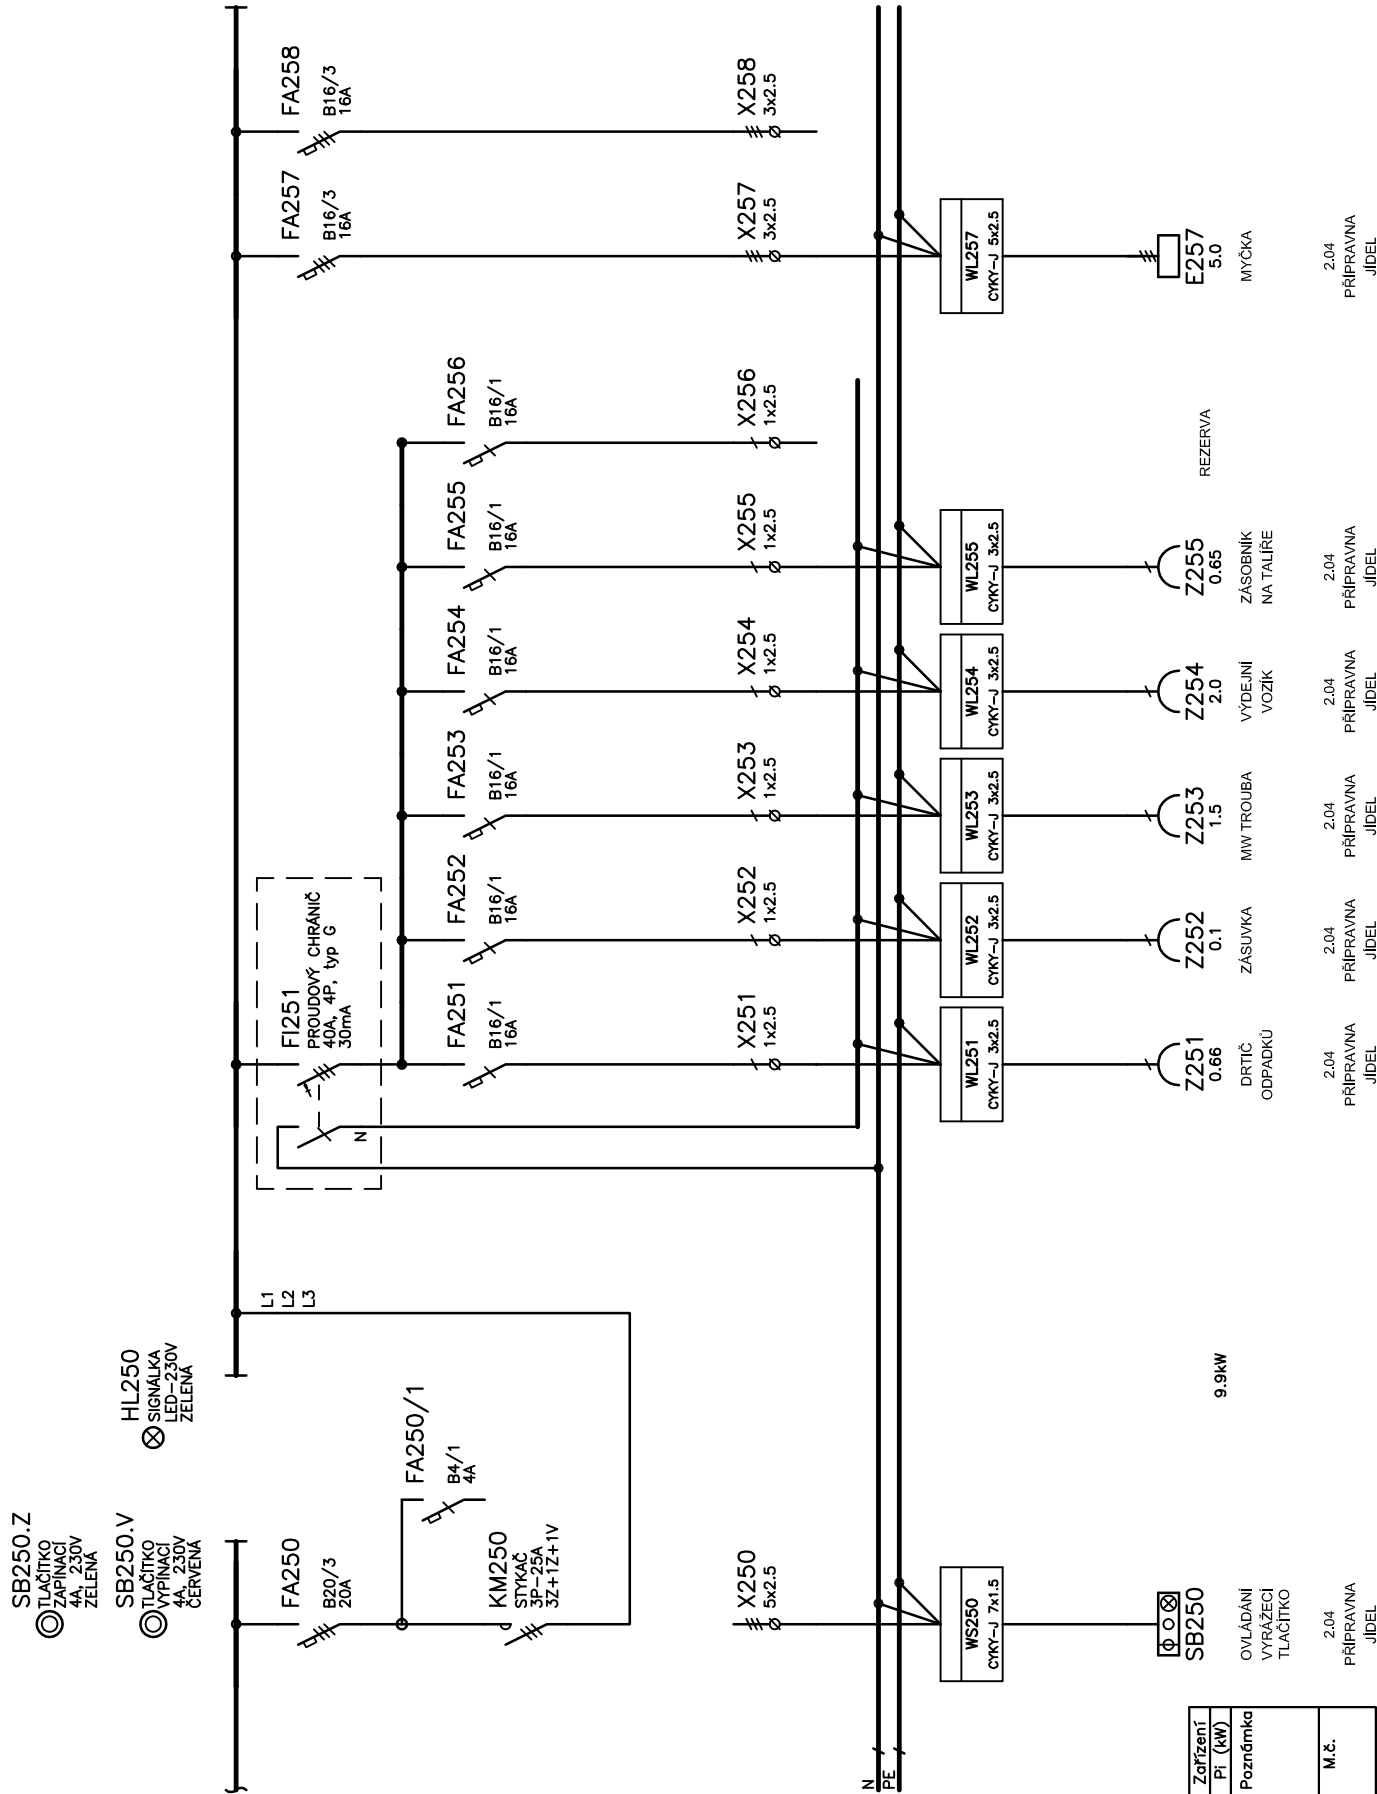 SB250.Z
TLAČÍTKO
ZAPÍNACÍ
4A, 230V
ZELENÁ
SB250.V
TLAČÍTKO
VYPÍNACÍ
4A, 230V
ČERVENÁ
HL250
SIGNÁLKA
LED-230V
ZELENÁ
FA250
B20/3
20A
FA250/1
B4/1
4A
KM250
STYKAČ
3P-25A
3Z+1Z+1V
L1
L2
L3
FI251
PROUDOVÝ CHRÁNIČ
40A, 4P, typ G
30mA
N
FA251
B16/1
16A
FA252
B16/1
16A
FA253
B16/1
16A
FA254
B16/1
16A
FA255
B16/1
16A
FA256
B16/1
16A
FA257
B16/3
16A
FA258
B16/3
16A
X250
5x2.5
X251
1x2.5
X252
1x2.5
X253
1x2.5
X254
1x2.5
X255
1x2.5
X256
1x2.5
X257
3x2.5
X258
3x2.5
N
PE
WS250
CYKY-J 7x1.5
WL251
CYKY-J 3x2.5
WL252
CYKY-J 3x2.5
WL253
CYKY-J 3x2.5
WL254
CYKY-J 3x2.5
WL255
CYKY-J 3x2.5
WL257
CYKY-J 5x2.5
Zařízení
Pi (kW)
Poznámka
M.č.
SB250
OVLÁDÁNÍ
VYRÁŽECÍ
TLAČÍTKO
2.04
PŘÍPRAVNA
JÍDEL
9.9kW
Z251
0.66
DRTIČ
ODPADKŮ
2.04
PŘÍPRAVNA
JÍDEL
Z252
0.1
ZÁSUVKA
2.04
PŘÍPRAVNA
JÍDEL
Z253
1.5
MW TROUBA
2.04
PŘÍPRAVNA
JÍDEL
Z254
2.0
VÝDEJNÍ
VOZÍK
2.04
PŘÍPRAVNA
JÍDEL
Z255
0.65
ZÁSOBNÍK
NA TALÍŘE
2.04
PŘÍPRAVNA
JÍDEL
REZERVA
E257
5.0
MYČKA
2.04
PŘÍPRAVNA
JÍDEL